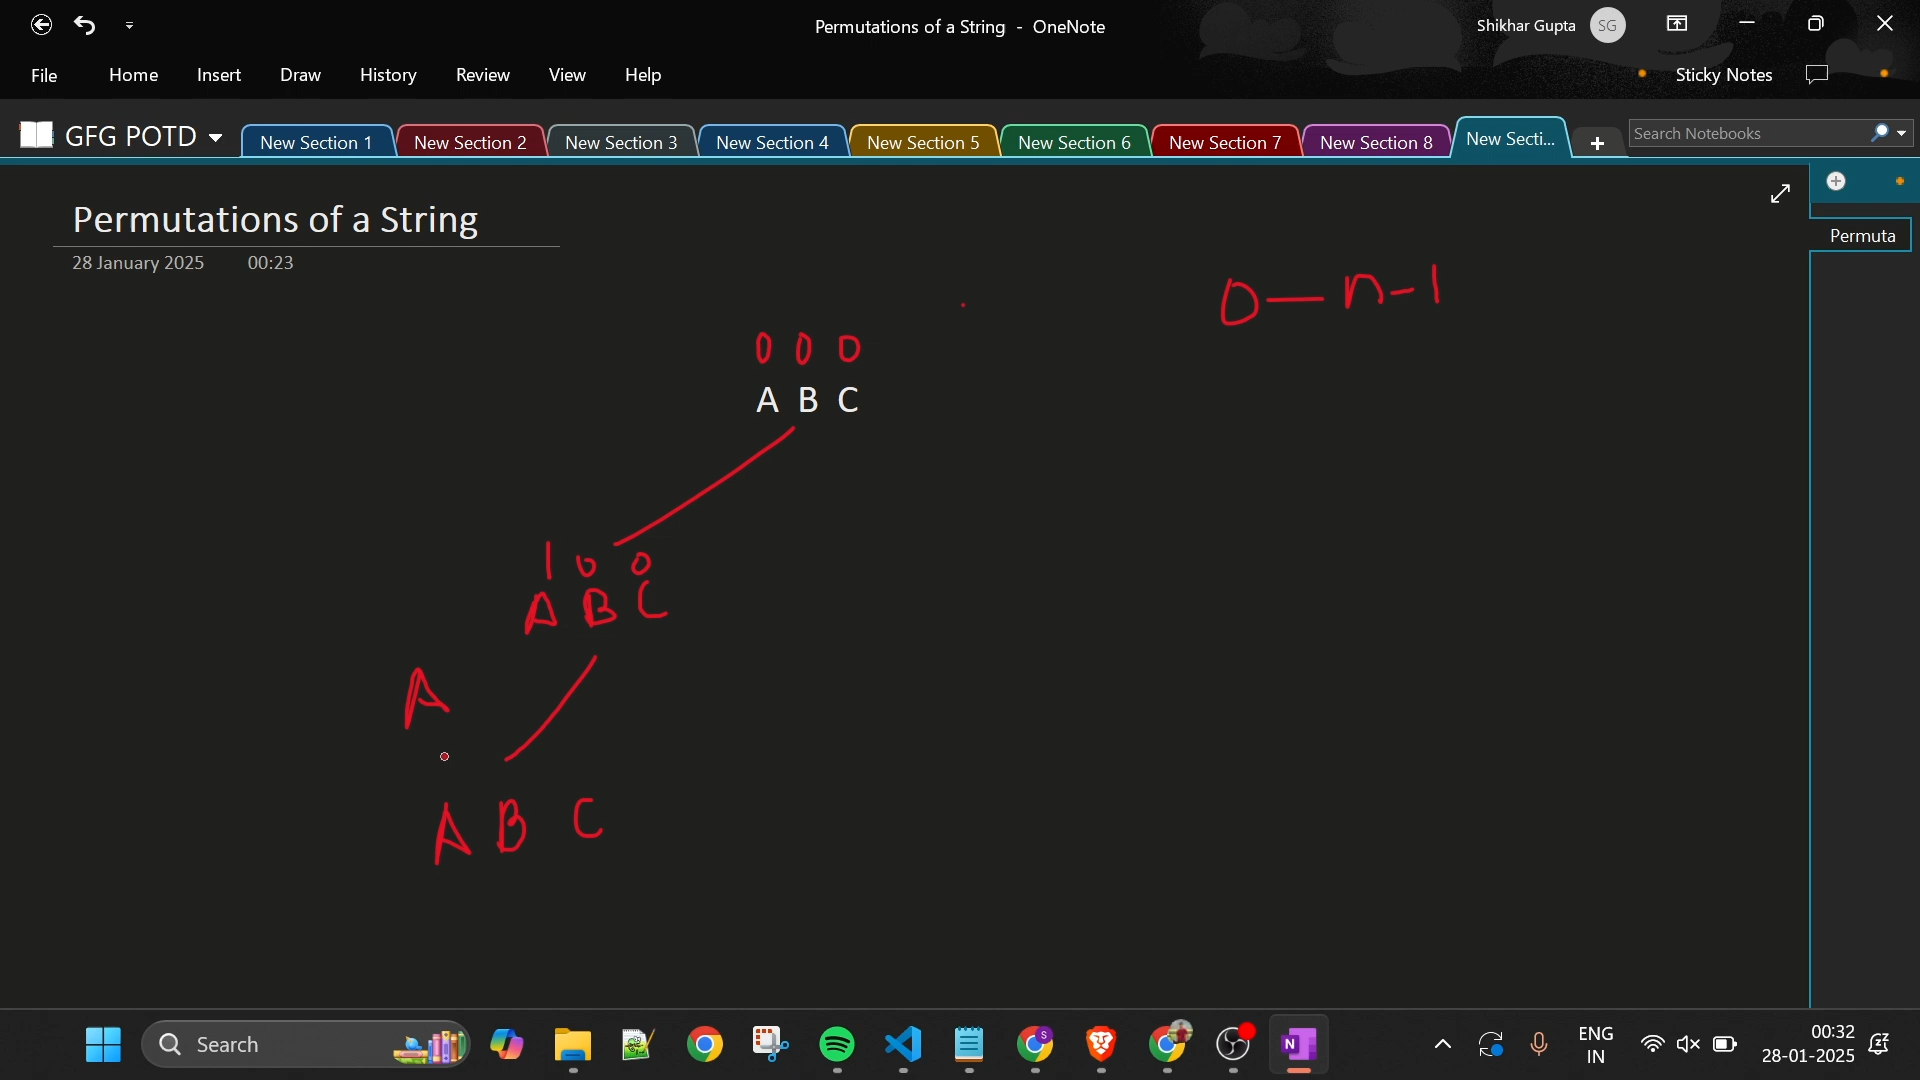 Permutations of a String - OneNote
Shikhar Gupta SG
File Home Insert Draw History Review View Help
Sticky Notes
GFG POTD
New Section 1 New Section 2 New Section 3 New Section 4 New Section 5 New Section 6 New Section 7 New Section 8 New Secti...
Search Notebooks
Permutations of a String
Permuta
28 January 2025 00:23
0 — n-1
0 0 0
A B C
1 0 0
A B C
A
A B C
Search
ENG
IN
00:32
28-01-2025